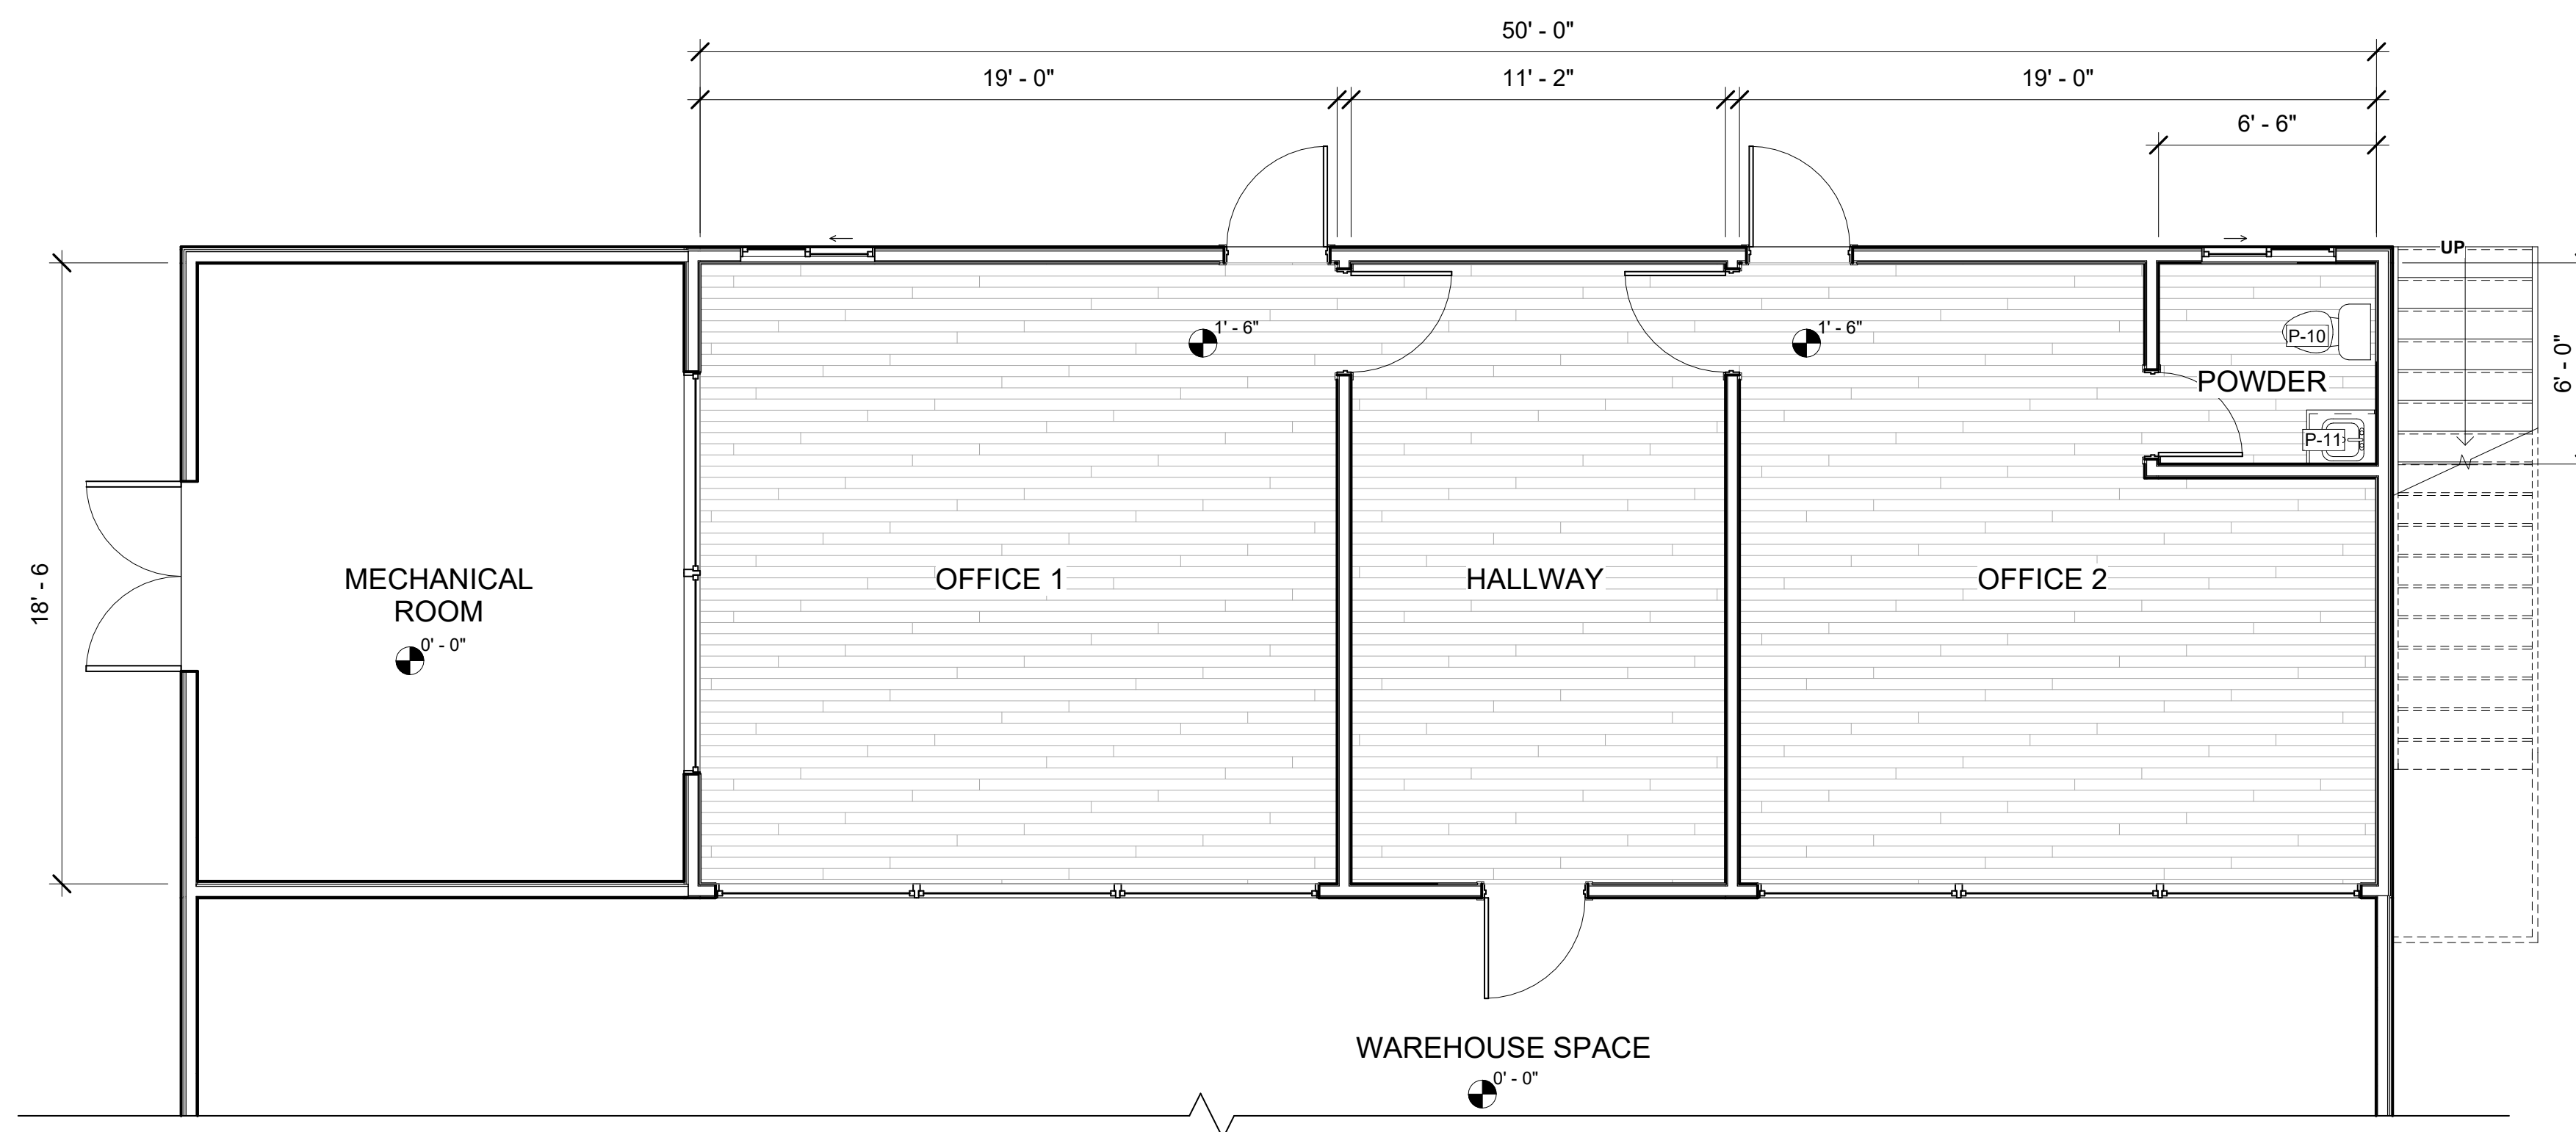 50' - 0"
19' - 0"
11' - 2"
19' - 0"
6' - 6"
UP
1' - 6"
1' - 6"
P-10
6' - 0"
POWDER
P-11
18' - 6
MECHANICAL
ROOM
0' - 0"
OFFICE 1
HALLWAY
OFFICE 2
WAREHOUSE SPACE
0' - 0"